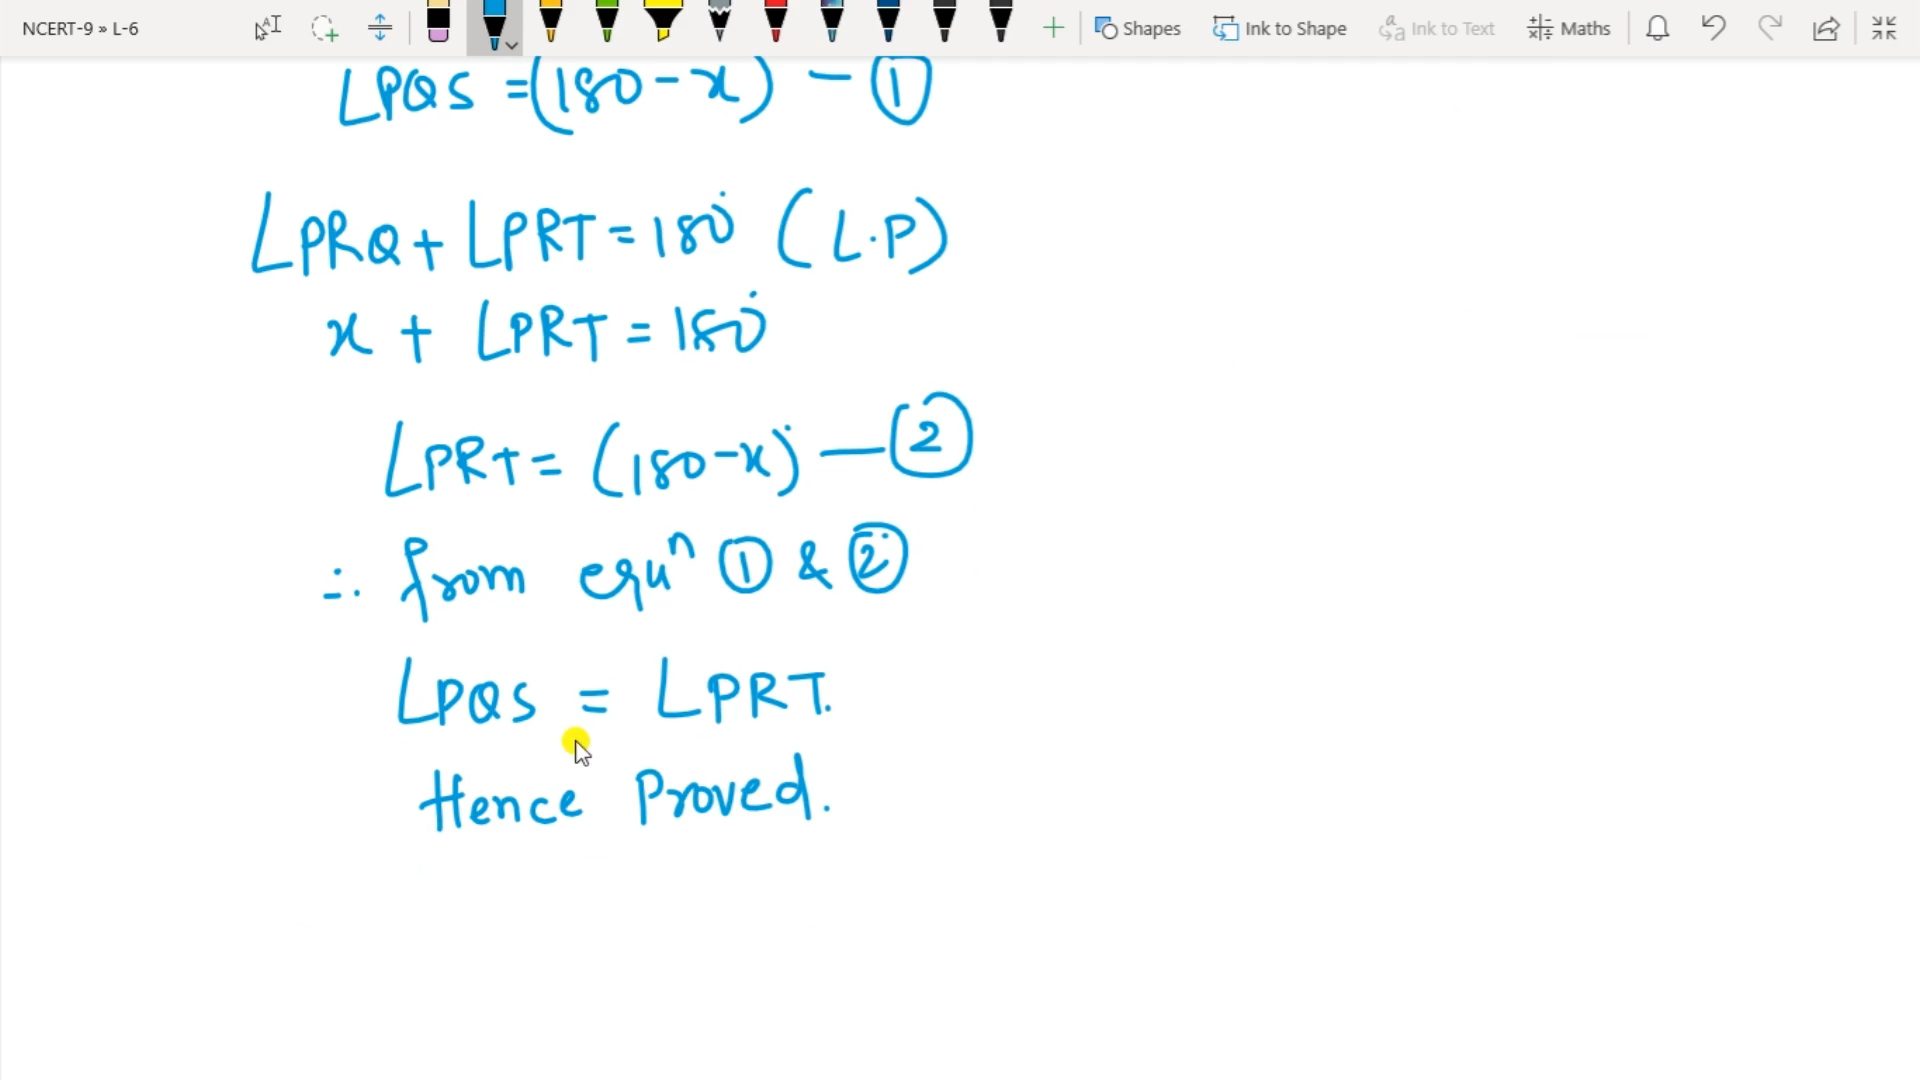 NCERT-9 » L-6 Shapes Ink to Shape Ink to Text Maths
∠PQS = (180-x) — ①
∠PRQ + ∠PRT = 180° (L.P)
x + ∠PRT = 180°
∠PRT = (180-x)° — ②
∴ from equⁿ ① & ②
∠PQS = ∠PRT.
Hence Proved.